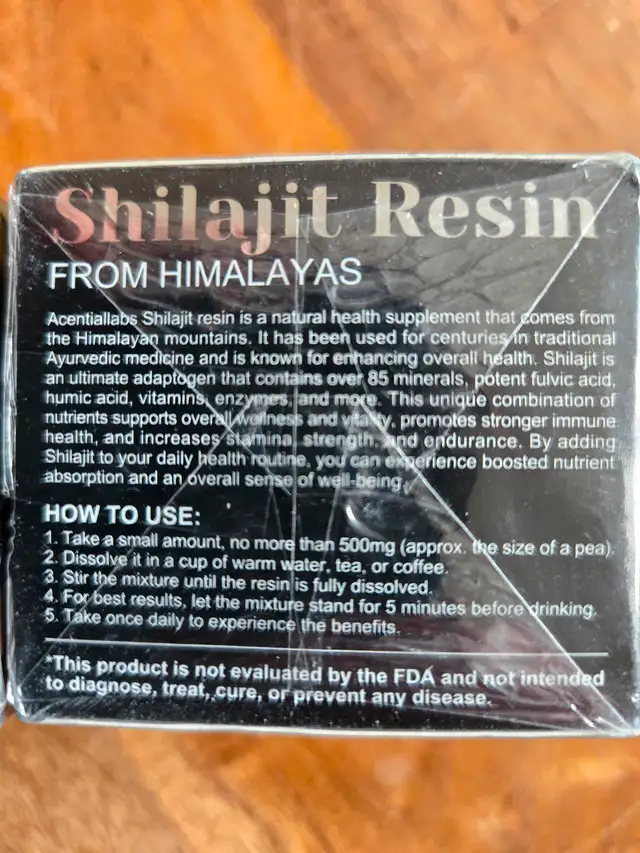 Shilajit Resin
FROM HIMALAYAS
Acentiallabs Shilajit resin is a natural health supplement that comes from
the Himalayan mountains. It has been used for centuries in traditional
Ayurvedic medicine and is known for enhancing overall health. Shilajit is
an ultimate adaptogen that contains over 85 minerals, potent fulvic acid,
humic acid, vitamins, enzymes, and more. This unique combination of
nutrients supports overall wellness and vitality, promotes stronger immune
health, and increases stamina, strength, and endurance. By adding
Shilajit to your daily health routine, you can experience boosted nutrient
absorption and an overall sense of well-being.
HOW TO USE:
1. Take a small amount, no more than 500mg (approx. the size of a pea).
2. Dissolve it in a cup of warm water, tea, or coffee.
3. Stir the mixture until the resin is fully dissolved.
4. For best results, let the mixture stand for 5 minutes before drinking.
5. Take once daily to experience the benefits.
*This product is not evaluated by the FDA and not intended
to diagnose, treat, cure, or prevent any disease.